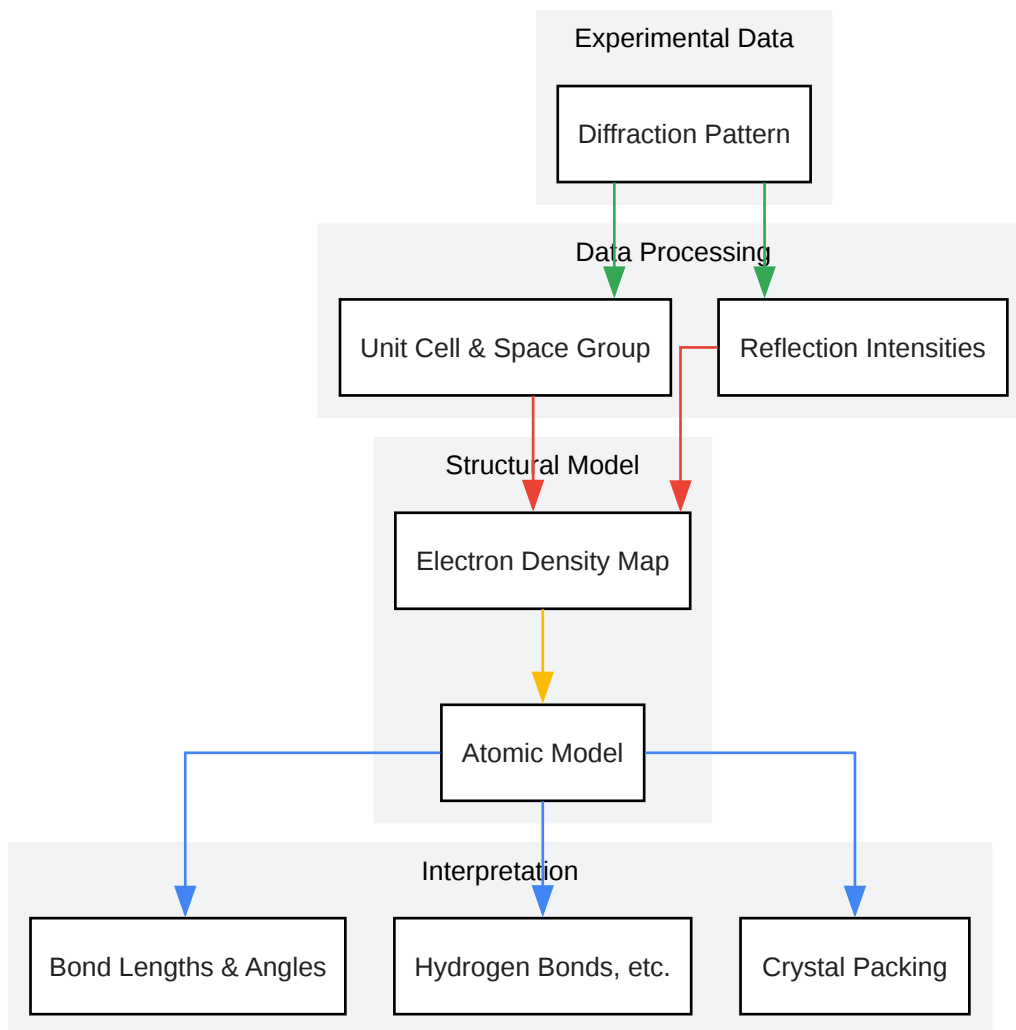 Experimental Data
Diffraction Pattern
Data Processing
Unit Cell & Space Group
Reflection Intensities
Structural Model
Electron Density Map
Atomic Model
Interpretation
Bond Lengths & Angles
Hydrogen Bonds, etc.
Crystal Packing